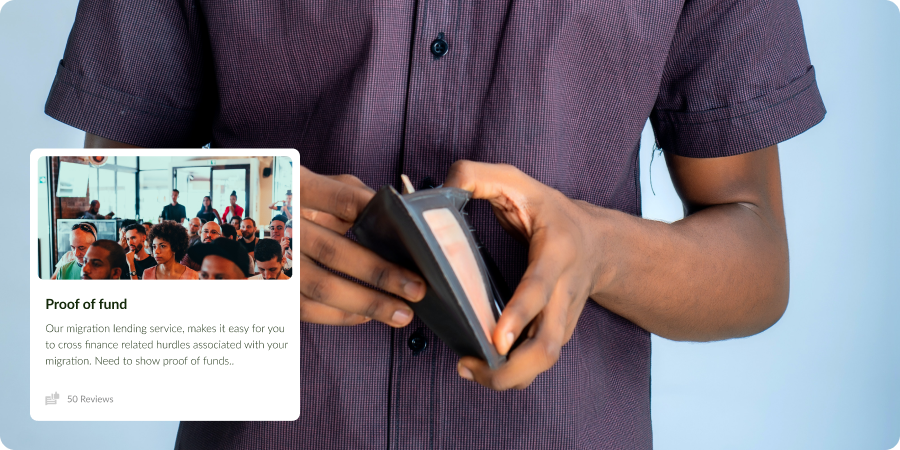 Proof of fund
Our migration lending service, makes it easy for you
to cross finance related hurdles associated with your
migration. Need to show proof of funds..
50 Reviews